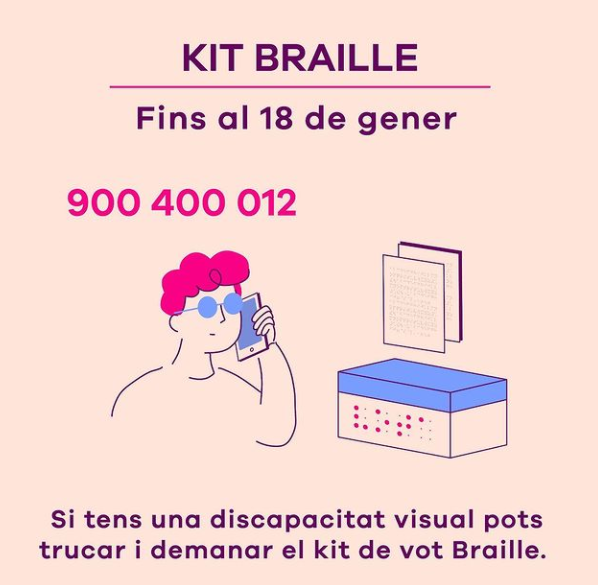 KIT BRAILLE
Fins al 18 de gener
900 400 012
Si tens una discapacitat visual pots
trucar i demanar el kit de vot Braille.